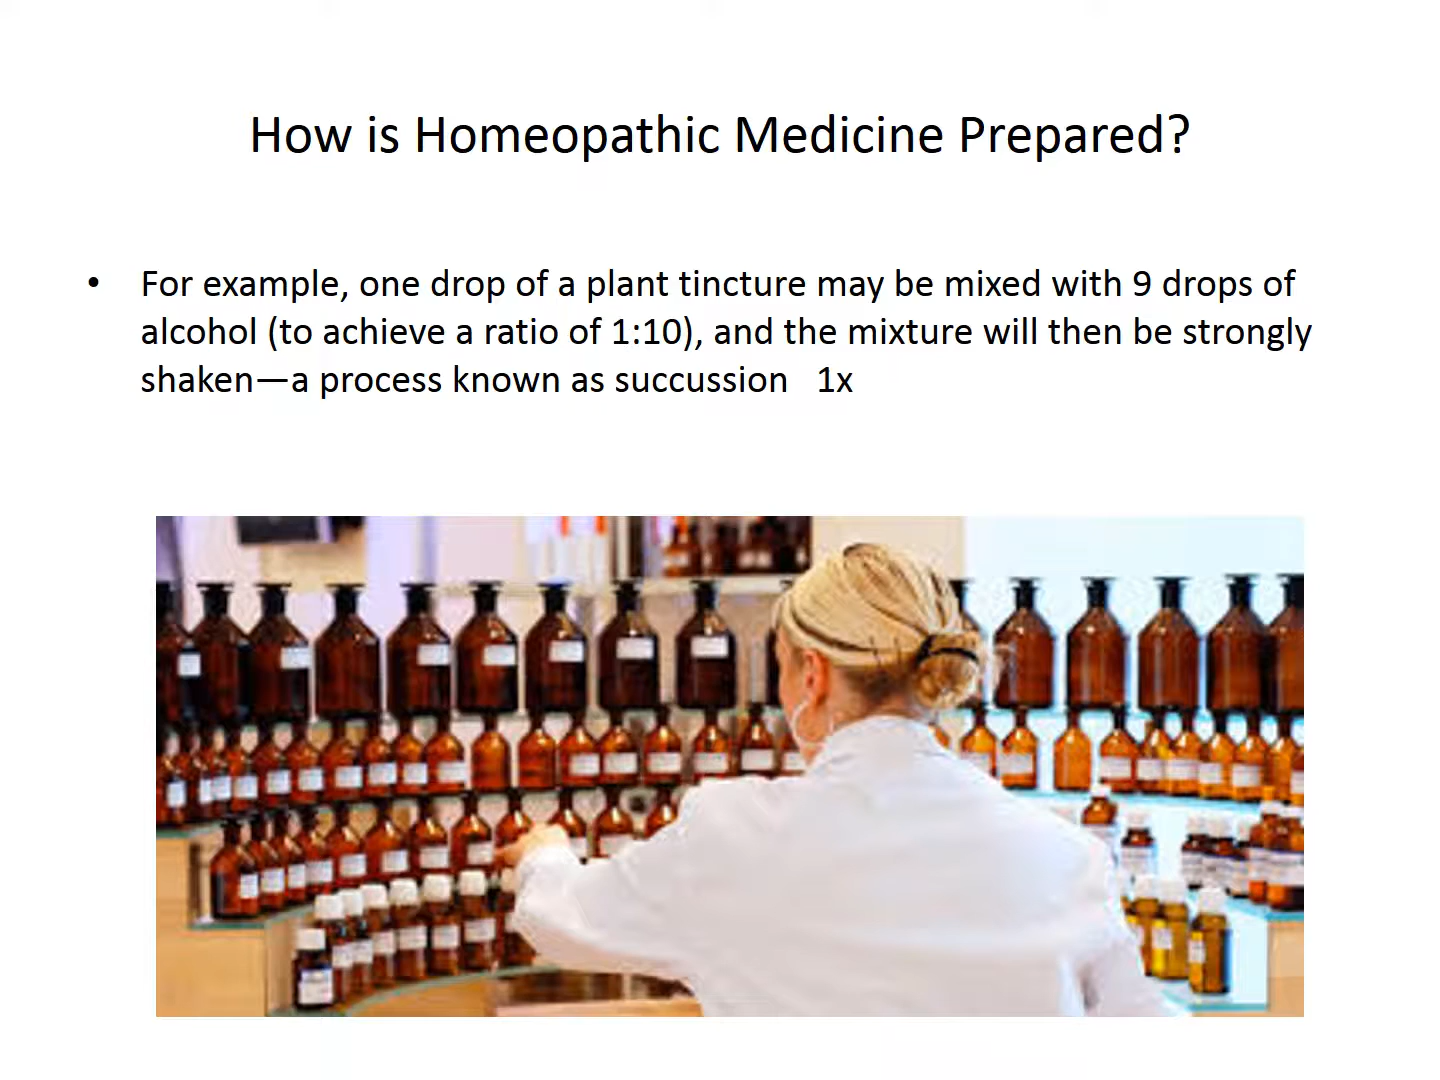 How is Homeopathic Medicine Prepared?
• For example, one drop of a plant tincture may be mixed with 9 drops of
alcohol (to achieve a ratio of 1:10), and the mixture will then be strongly
shaken—a process known as succussion   1x